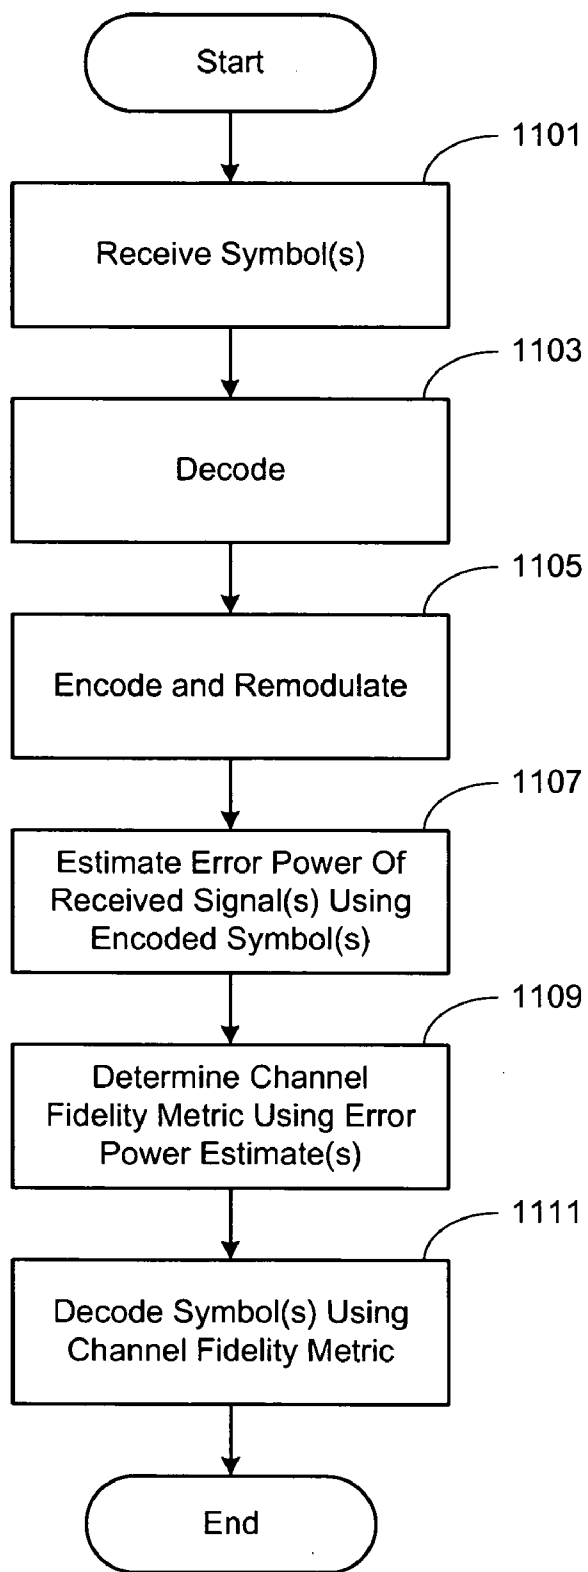 Start
1101
Receive Symbol(s)
1103
Decode
1105
Encode and Remodulate
1107
Estimate Error Power Of
Received Signal(s) Using
Encoded Symbol(s)
1109
Determine Channel
Fidelity Metric Using Error
Power Estimate(s)
1111
Decode Symbol(s) Using
Channel Fidelity Metric
End